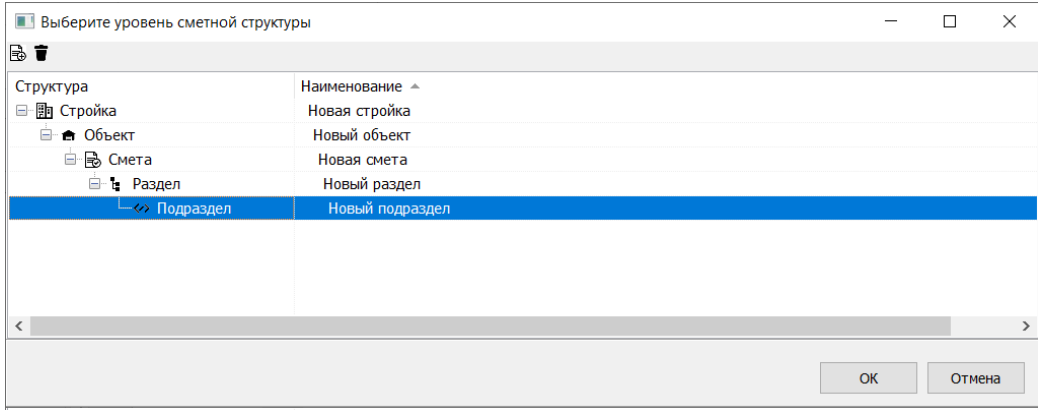 Выберите уровень сметной структуры
Структура Наименование
Стройка Новая стройка
Объект Новый объект
Смета Новая смета
Раздел Новый раздел
Подраздел Новый подраздел
ОК Отмена